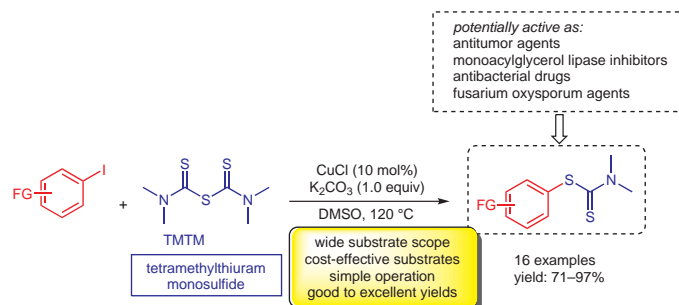 potentially active as:
antitumor agents
monoacylglycerol lipase inhibitors
antibacterial drugs
fusarium oxysporum agents
FG
I
+
S
S
N
S
N
TMTM
tetramethylthiuram
monosulfide
CuCl (10 mol%)
K₂CO₃ (1.0 equiv)
DMSO, 120 °C
wide substrate scope
cost-effective substrates
simple operation
good to excellent yields
FG
S
N
S
16 examples
yield: 71–97%